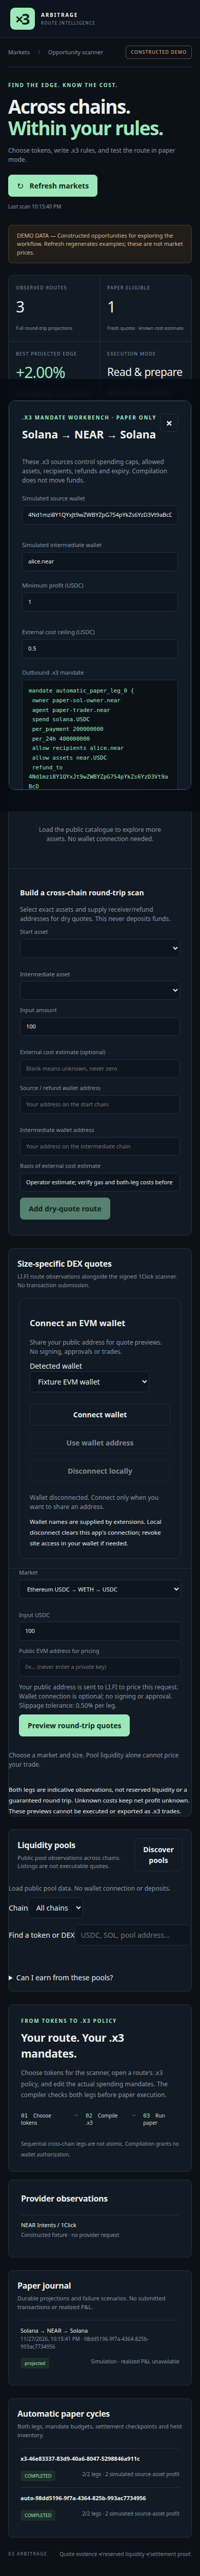 x3 ARBITRAGE
ROUTE INTELLIGENCE
Markets / Opportunity scanner
CONSTRUCTED DEMO
FIND THE EDGE. KNOW THE COST.
Across chains.
Within your rules.
Choose tokens, write .x3 rules, and test the route in paper
mode.
↻ Refresh markets
Last scan 10:15:40 PM
DEMO DATA — Constructed opportunities for exploring the
workflow. Refresh regenerates examples; these are not market
prices.
OBSERVED ROUTES
3
Full round-trip projections
PAPER ELIGIBLE
1
Fresh quotes · known cost estimate
BEST PROJECTED EDGE
+2.00%
EXECUTION MODE
Read & prepare
.X3 MANDATE WORKBENCH · PAPER ONLY
×
Solana → NEAR → Solana
These .x3 sources control spending caps, allowed
assets, recipients, refunds and expiry. Compilation
does not move funds.
Simulated source wallet
Simulated intermediate wallet
alice.near
Minimum profit (USDC)
1
External cost ceiling (USDC)
0.5
Outbound .x3 mandate
mandate automatic_paper_leg_0 {
owner paper-sol-owner.near
agent paper-trader.near
spend solana.USDC
per_payment 200000000
per_24h 400000000
allow recipients alice.near
allow assets near.USDC
refund_to
Load the public catalogue to explore more
assets. No wallet connection needed.
Build a cross-chain round-trip scan
Select exact assets and supply receiver/refund
addresses for dry quotes. This never deposits funds.
Start asset
Intermediate asset
Input amount
100
External cost estimate (optional)
Blank means unknown, never zero
Source / refund wallet address
Your address on the start chain
Intermediate wallet address
Your address on the intermediate chain
Basis of external cost estimate
Operator estimate; verify gas and both-leg costs before
Add dry-quote route
Size-specific DEX quotes
LI.FI route observations alongside the signed 1Click scanner.
No transaction submission.
Connect an EVM wallet
Share your public address for quote previews.
No signing, approvals or trades.
Detected wallet
Fixture EVM wallet
Connect wallet
Use wallet address
Disconnect locally
Wallet disconnected. Connect only when you
want to share an address.
Wallet names are supplied by extensions. Local
disconnect clears this app's connection; revoke
site access in your wallet if needed.
Market
Ethereum USDC → WETH → USDC
Input USDC
100
Public EVM address for pricing
0x... (never enter a private key)
Your public address is sent to LI.FI to price this request.
Wallet connection is optional; no signing or approval.
Slippage tolerance: 0.50% per leg.
Preview round-trip quotes
Choose a market and size. Pool liquidity alone cannot price
your trade.
Both legs are indicative observations, not reserved liquidity or a
guaranteed round trip. Unknown costs keep net profit unknown.
These previews cannot be executed or exported as .x3 trades.
Liquidity pools
Public pool observations across chains.
Listings are not executable quotes.
Discover
pools
Load public pool data. No wallet connection or deposits.
Chain All chains
Find a token or DEX USDC, SOL, pool address...
▶ Can I earn from these pools?
FROM TOKENS TO .X3 POLICY
Your route. Your .x3
mandates.
Choose tokens for the scanner, open a route's .x3
policy, and edit the actual spending mandates. The
compiler checks both legs before paper execution.
01 Choose
tokens
→
02 Compile
.x3
→
03 Run
paper
Sequential cross-chain legs are not atomic. Compilation grants no
wallet authorization.
Provider observations
NEAR Intents / 1Click
Constructed fixture · no provider request
Paper journal
Durable projections and failure scenarios. No submitted
transactions or realized P&L.
Solana → NEAR → Solana
11/27/2026, 10:15:41 PM · 98dd5196-9f7a-4364-825b-
993ac7734956
projected
Simulation · realized P&L unavailable
Automatic paper cycles
Both legs, mandate budgets, settlement checkpoints and held
inventory.
x3-46e83337-83d9-40a6-8047-5298846a911c
COMPLETED
2/2 legs · 2 simulated source-asset profit
auto-98dd5196-9f7a-4364-825b-993ac7734956
COMPLETED
2/2 legs · 2 simulated source-asset profit
X3 ARBITRAGE
Quote evidence ≠ reserved liquidity ≠ settlement proof.